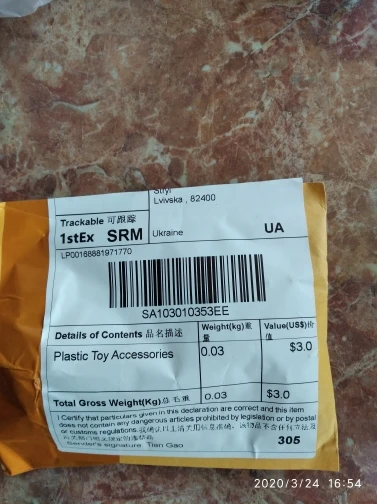 Stryi
Lvivska , 82400
Trackable 可跟踪
1stEx SRM
Ukraine
UA
LP00168881971770
SA103010353EE
Details of Contents 品名描述
Weight(kg)重量
Value(US$)价值
Plastic Toy Accessories
0.03
$3.0
Total Gross Weight(Kg)总毛重
0.03
$3.0
I Certify that particulars given in this declaration are correct and this item
does not contain any dangerous articles prohibited by legislation or by postal
or customs regulations.
Sender's signature: Tian Gao
305
2020/3/24 16:54